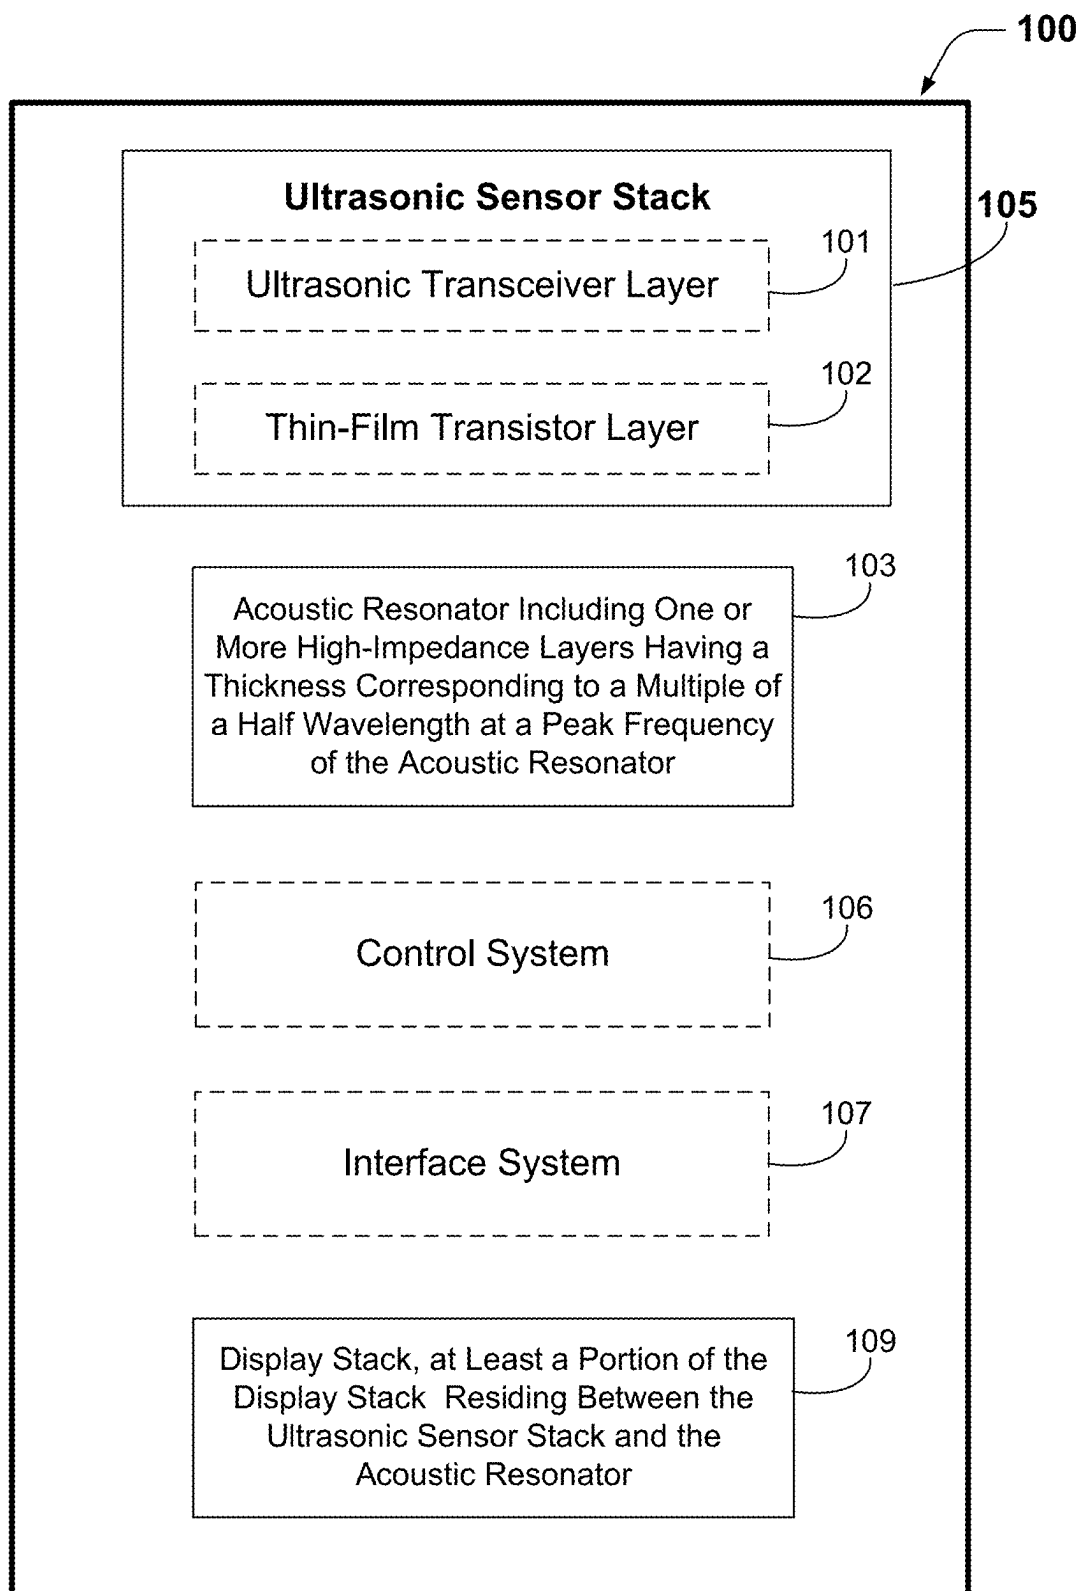 100
Ultrasonic Sensor Stack
105
101
Ultrasonic Transceiver Layer
102
Thin-Film Transistor Layer
103
Acoustic Resonator Including One or
More High-Impedance Layers Having a
Thickness Corresponding to a Multiple of
a Half Wavelength at a Peak Frequency
of the Acoustic Resonator
106
Control System
107
Interface System
109
Display Stack, at Least a Portion of the
Display Stack Residing Between the
Ultrasonic Sensor Stack and the
Acoustic Resonator